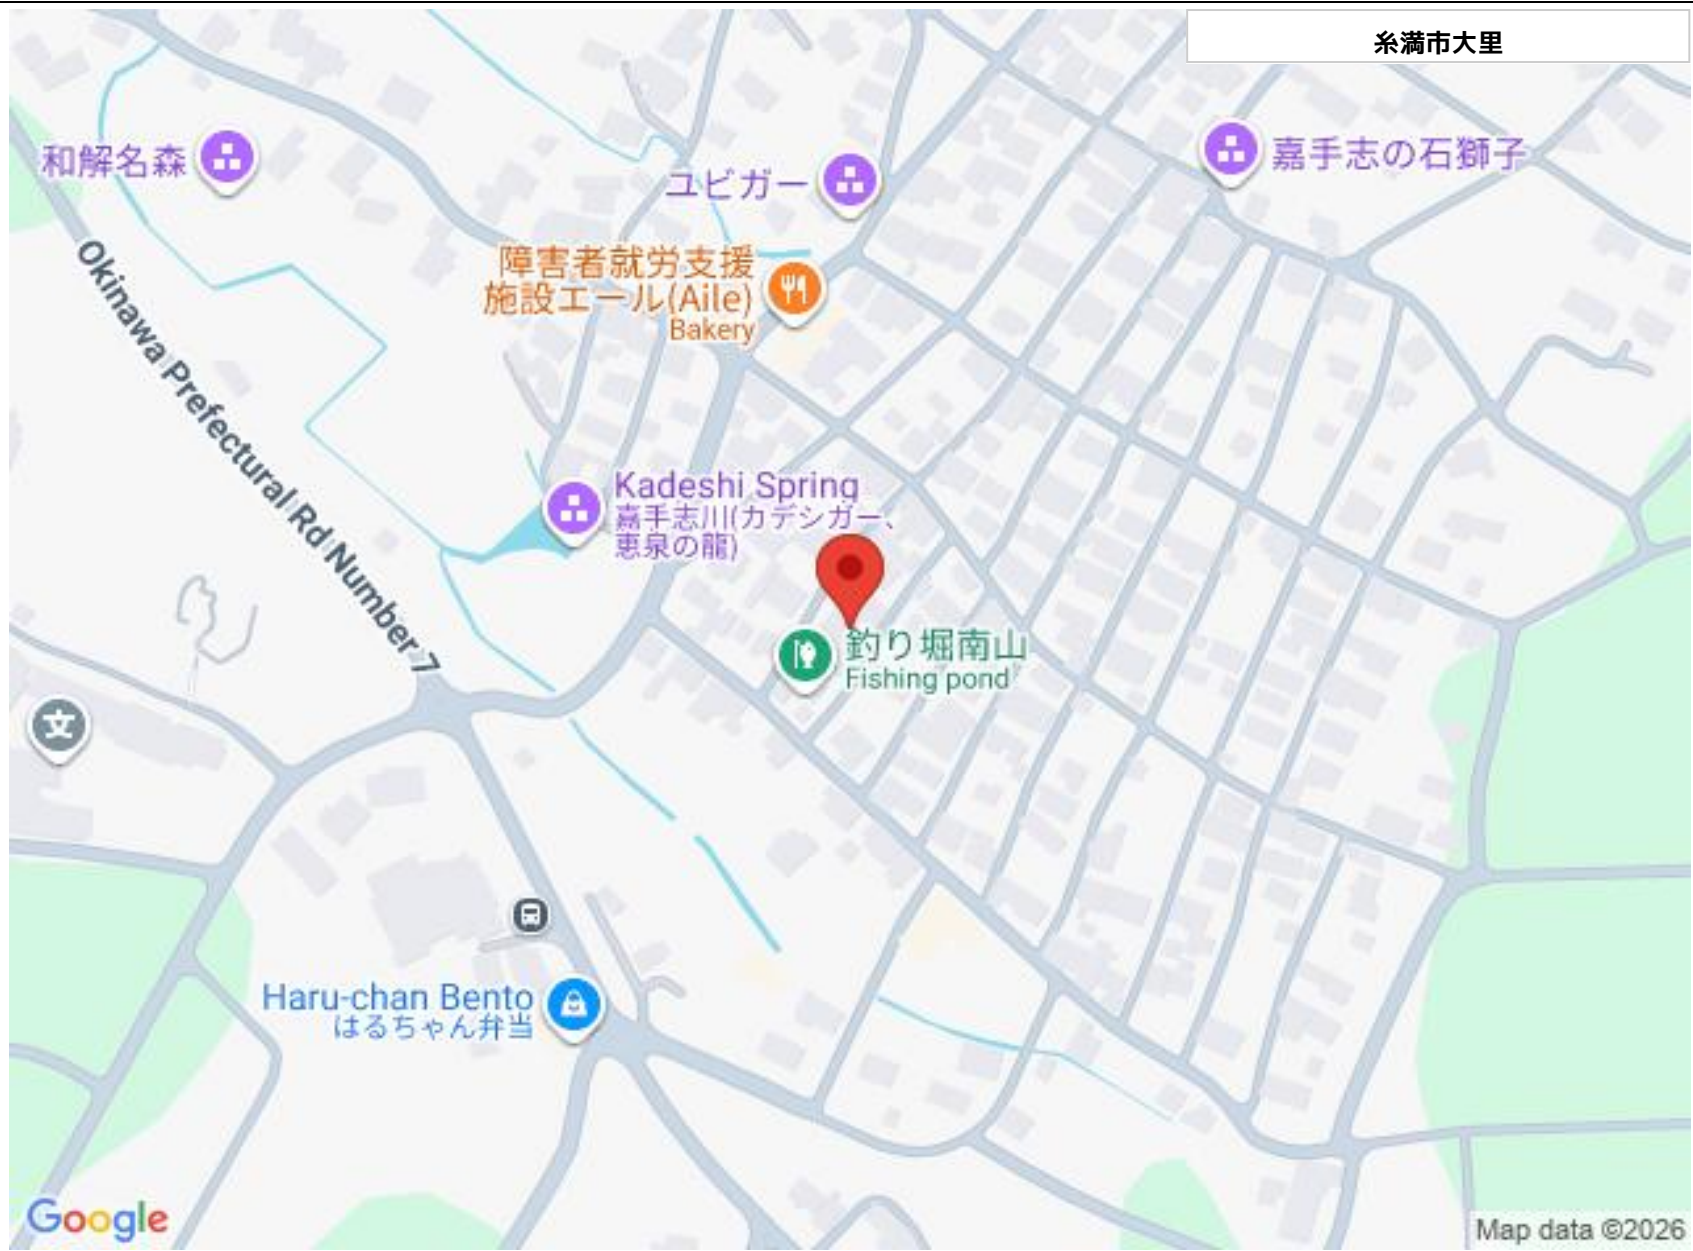 糸満市大里
和解名森
ユビガー
嘉手志の石獅子
障害者就労支援
施設エール(Aile)
Bakery
Okinawa Prefectural Rd Number 7
Kadeshi Spring
嘉手志川(カデシガー、
恵泉の龍)
釣り堀南山
Fishing pond
文
Haru-chan Bento
はるちゃん弁当
Google
Map data ©2026